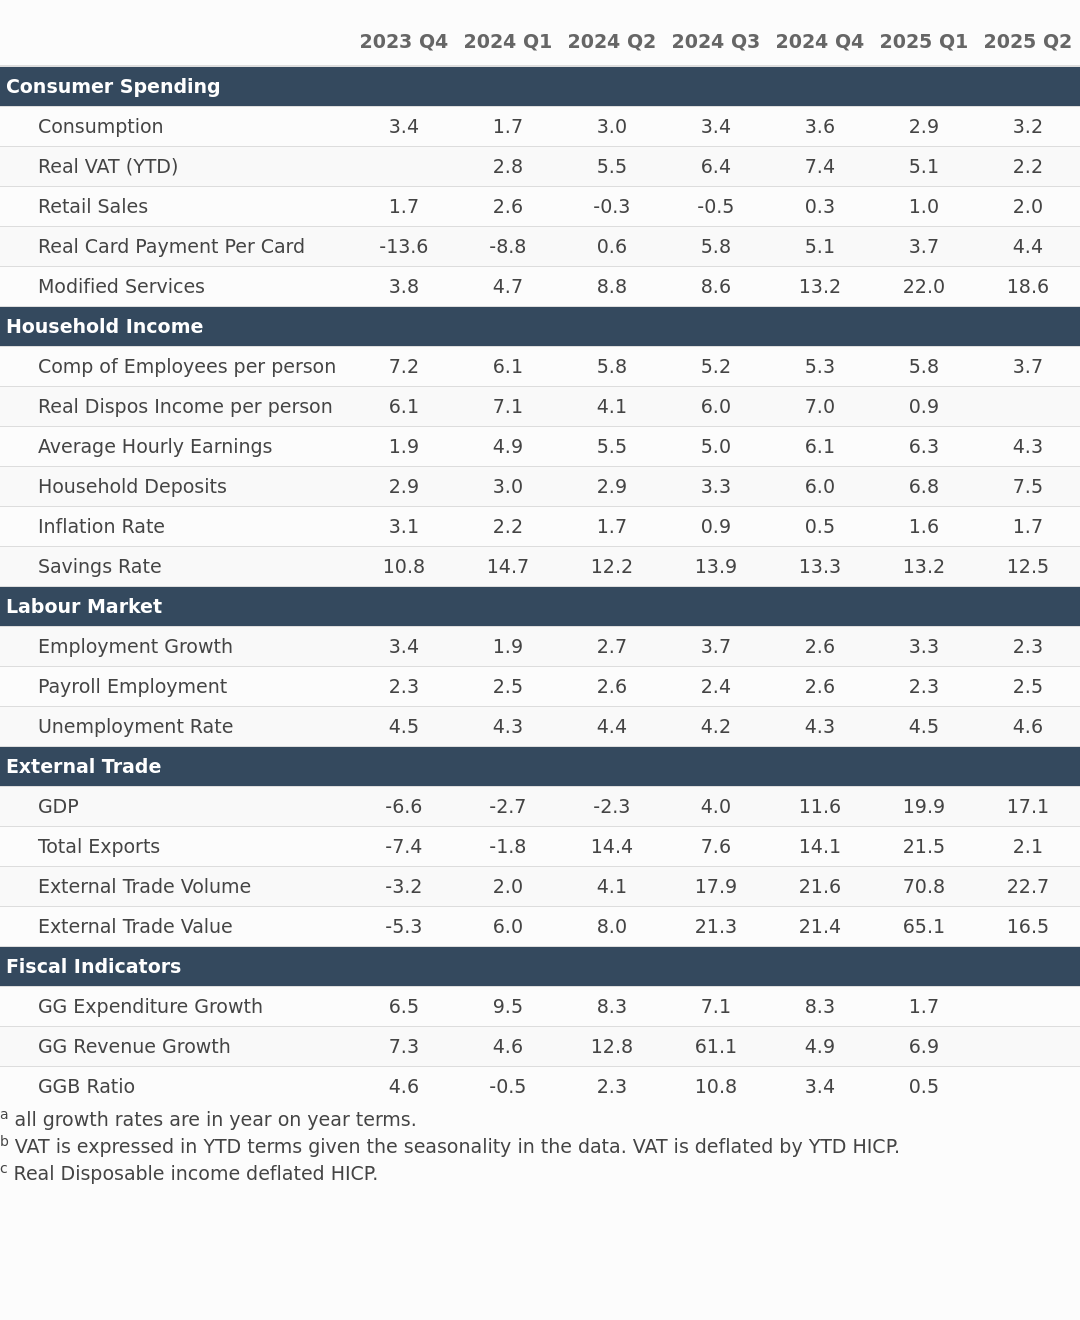 2023 Q4 2024 Q1 2024 Q2 2024 Q3 2024 Q4 2025 Q1 2025 Q2
Consumer Spending
Consumption 3.4 1.7 3.0 3.4 3.6 2.9 3.2
Real VAT (YTD) 2.8 5.5 6.4 7.4 5.1 2.2
Retail Sales 1.7 2.6 -0.3 -0.5 0.3 1.0 2.0
Real Card Payment Per Card -13.6 -8.8 0.6 5.8 5.1 3.7 4.4
Modified Services 3.8 4.7 8.8 8.6 13.2 22.0 18.6
Household Income
Comp of Employees per person 7.2 6.1 5.8 5.2 5.3 5.8 3.7
Real Dispos Income per person 6.1 7.1 4.1 6.0 7.0 0.9
Average Hourly Earnings 1.9 4.9 5.5 5.0 6.1 6.3 4.3
Household Deposits 2.9 3.0 2.9 3.3 6.0 6.8 7.5
Inflation Rate 3.1 2.2 1.7 0.9 0.5 1.6 1.7
Savings Rate 10.8 14.7 12.2 13.9 13.3 13.2 12.5
Labour Market
Employment Growth 3.4 1.9 2.7 3.7 2.6 3.3 2.3
Payroll Employment 2.3 2.5 2.6 2.4 2.6 2.3 2.5
Unemployment Rate 4.5 4.3 4.4 4.2 4.3 4.5 4.6
External Trade
GDP -6.6 -2.7 -2.3 4.0 11.6 19.9 17.1
Total Exports -7.4 -1.8 14.4 7.6 14.1 21.5 2.1
External Trade Volume -3.2 2.0 4.1 17.9 21.6 70.8 22.7
External Trade Value -5.3 6.0 8.0 21.3 21.4 65.1 16.5
Fiscal Indicators
GG Expenditure Growth 6.5 9.5 8.3 7.1 8.3 1.7
GG Revenue Growth 7.3 4.6 12.8 61.1 4.9 6.9
GGB Ratio 4.6 -0.5 2.3 10.8 3.4 0.5
a all growth rates are in year on year terms.
b VAT is expressed in YTD terms given the seasonality in the data. VAT is deflated by YTD HICP.
c Real Disposable income deflated HICP.